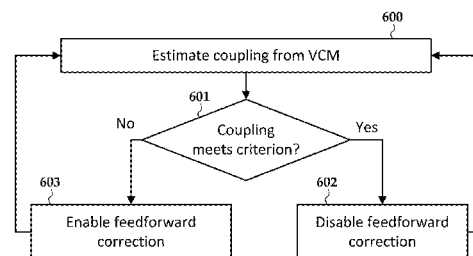 600
Estimate coupling from VCM
601
No
Coupling
Yes
meets criterion?
603
602
Enable feedforward
correction
Disable feedforward
correction